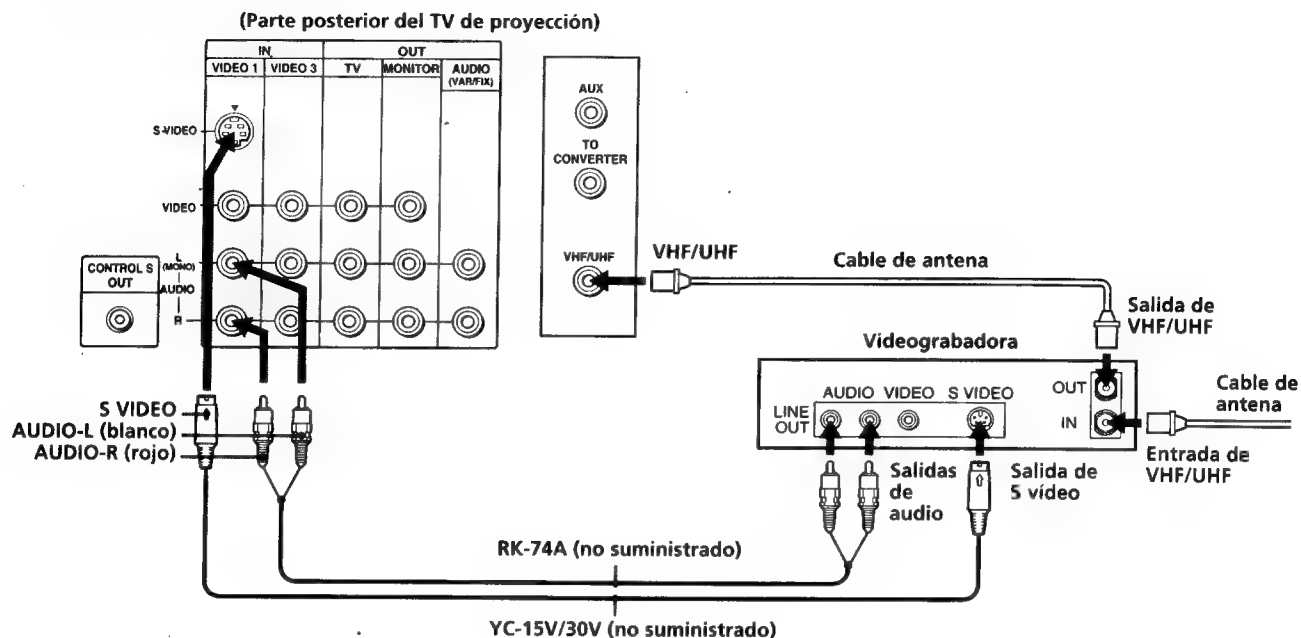 (Parte posterior del TV de proyección)
IN
OUT
VIDEO 1
VIDEO 3
TV
MONITOR
AUDIO
(VAR/FIX)
S-VIDEO
VIDEO
L
(MONO)
AUDIO
R
CONTROL S
OUT
AUX
TO
CONVERTER
VHF/UHF
VHF/UHF
Cable de antena
Salida de
VHF/UHF
Videograbadora
AUDIO VIDEO S VIDEO
LINE
OUT
OUT
IN
Cable de
antena
Entrada de
VHF/UHF
S VIDEO
AUDIO-L (blanco)
AUDIO-R (rojo)
Salidas
de
audio
Salida de
S vídeo
RK-74A (no suministrado)
YC-15V/30V (no suministrado)